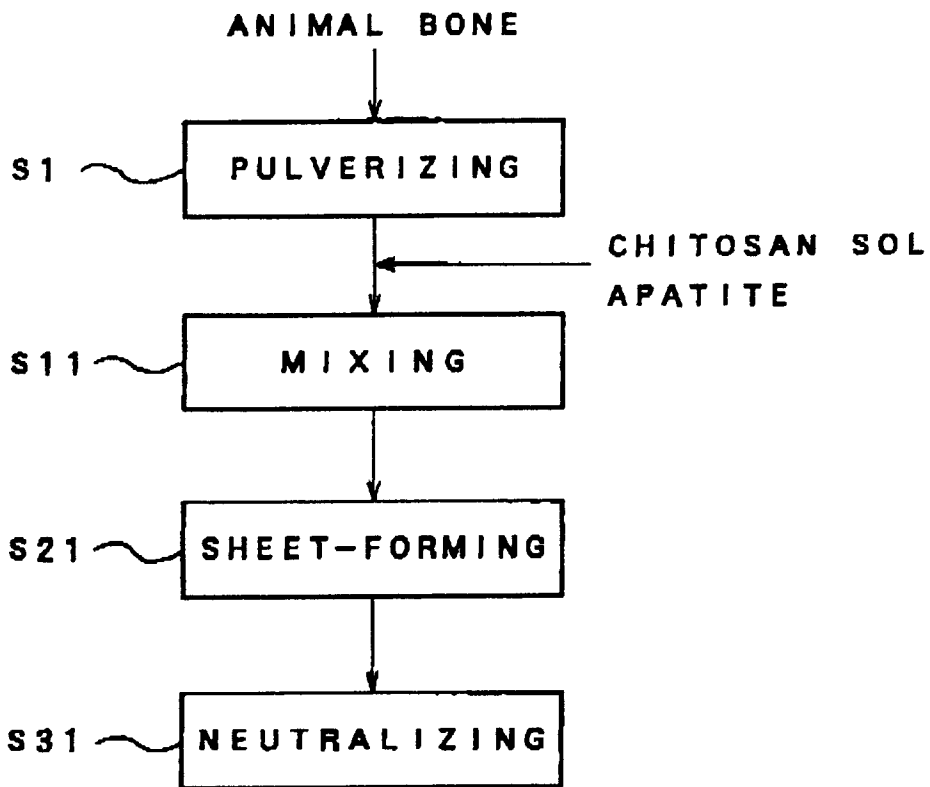 ANIMAL BONE
S1 PULVERIZING
CHITOSAN SOL
APATITE
S11 MIXING
S21 SHEET-FORMING
S31 NEUTRALIZING